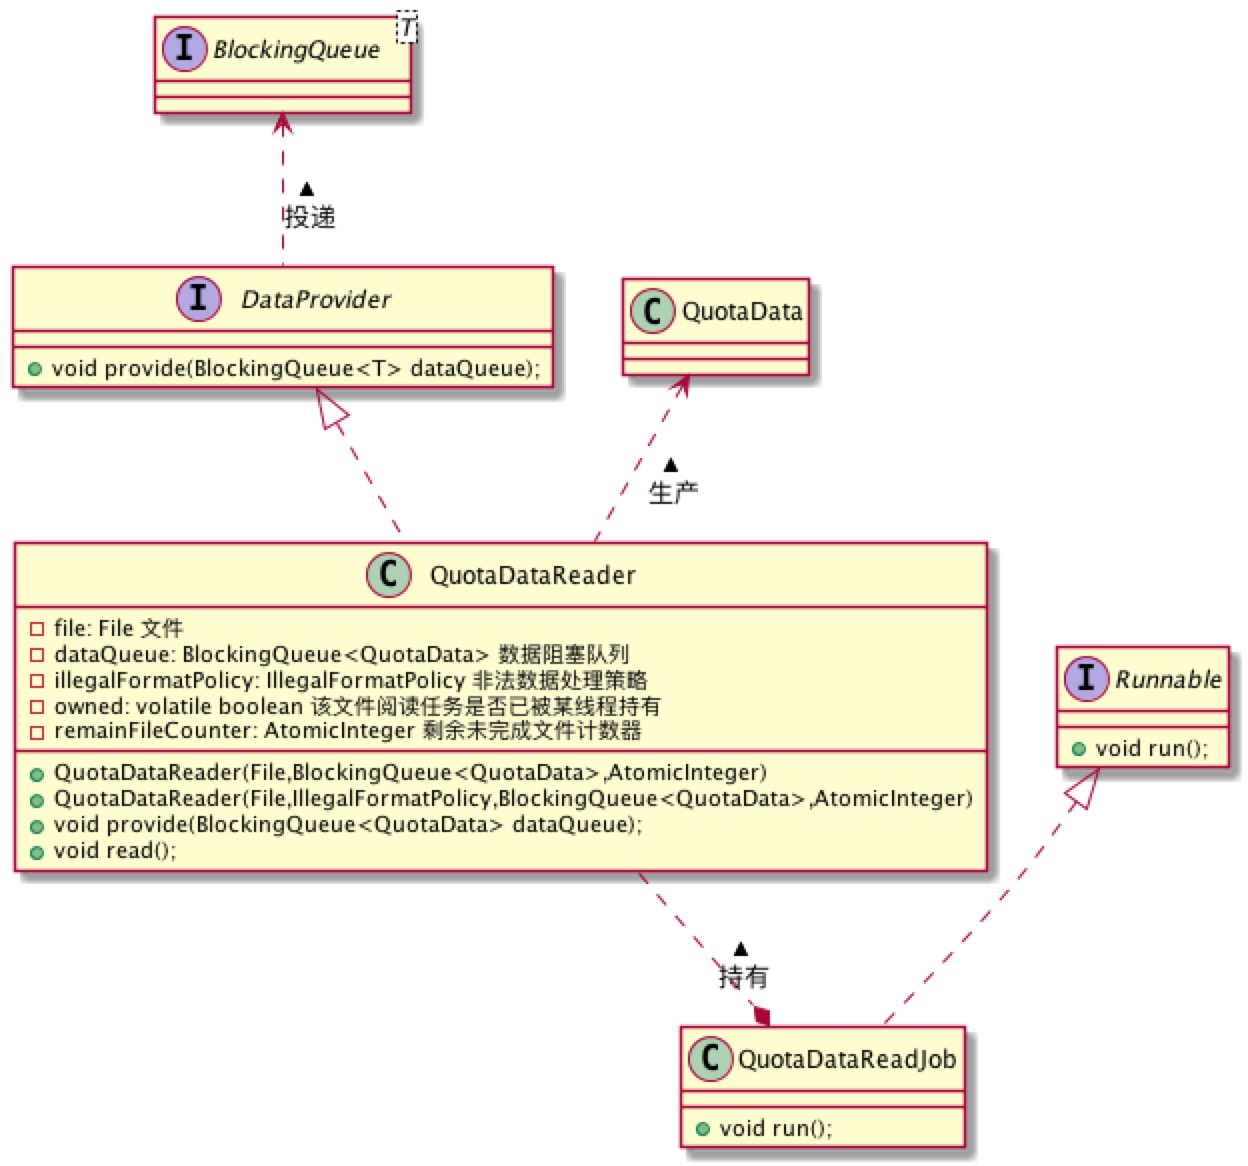 I BlockingQueue T
▲
投递
I DataProvider
void provide(BlockingQueue<T> dataQueue);
C QuotaData
▲
生产
C QuotaDataReader
file: File 文件
dataQueue: BlockingQueue<QuotaData> 数据阻塞队列
illegalFormatPolicy: IllegalFormatPolicy 非法数据处理策略
owned: volatile boolean 该文件阅读任务是否已被某线程持有
remainFileCounter: AtomicInteger 剩余未完成文件计数器
QuotaDataReader(File,BlockingQueue<QuotaData>,AtomicInteger)
QuotaDataReader(File,IllegalFormatPolicy,BlockingQueue<QuotaData>,AtomicInteger)
void provide(BlockingQueue<QuotaData> dataQueue);
void read();
I Runnable
void run();
▲
持有
C QuotaDataReadJob
void run();